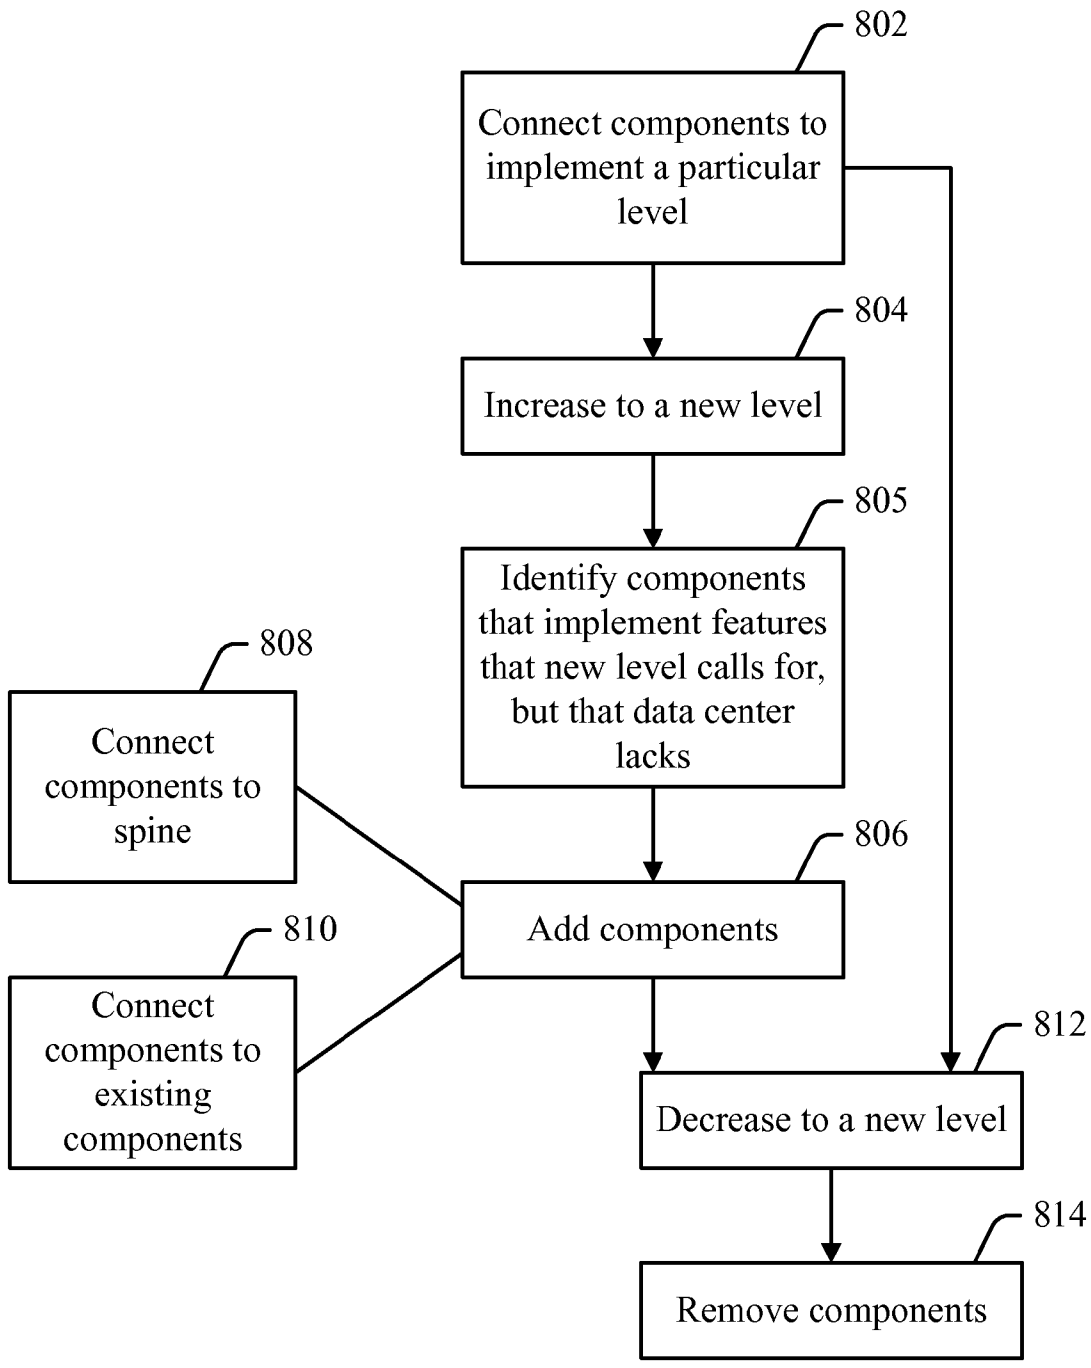 802
Connect components to
implement a particular
level
804
Increase to a new level
805
Identify components
that implement features
that new level calls for,
but that data center
lacks
808
Connect
components to
spine
806
Add components
810
Connect
components to
existing
components
812
Decrease to a new level
814
Remove components